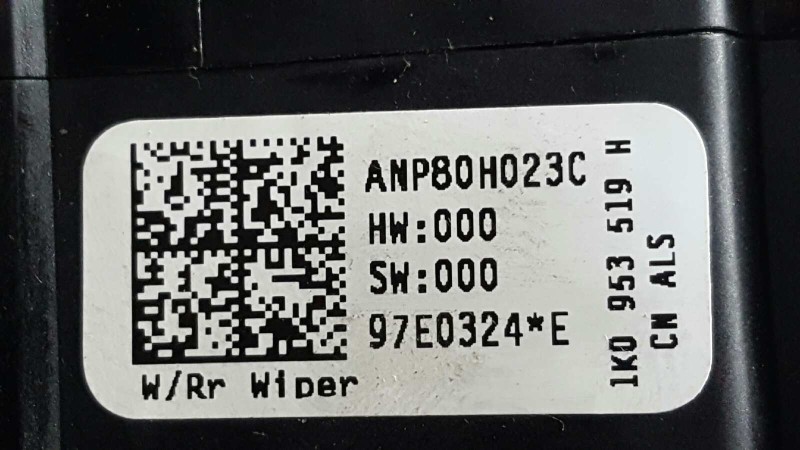 ANP80H023C
HW:000
SW:000
97E0324*E
W/Rr Wiper
1K0 953 519 H
CN ALS